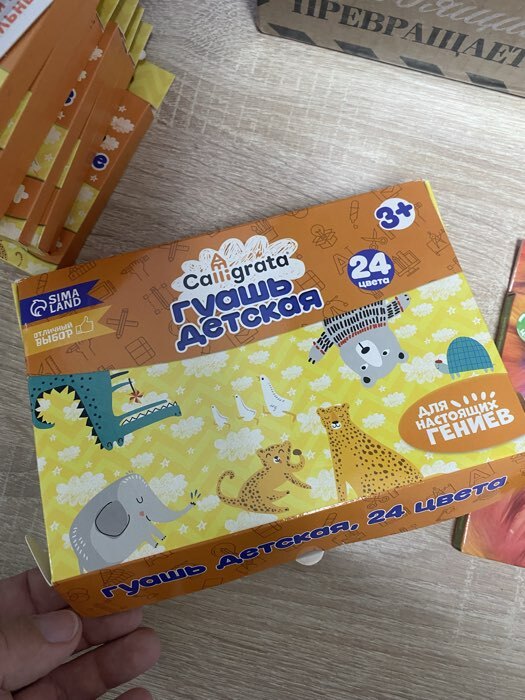 ПРЕВРАЩАЕТ
3+
Calligrata
ГУАШЬ
ДЕТСКАЯ
24
цвета
SIMA
LAND
ОТЛИЧНЫЙ
ВЫБОР
ДЛЯ
НАСТОЯЩИХ
ГЕНИЕВ
ГУАШЬ ДЕТСКАЯ, 24 ЦВЕТА